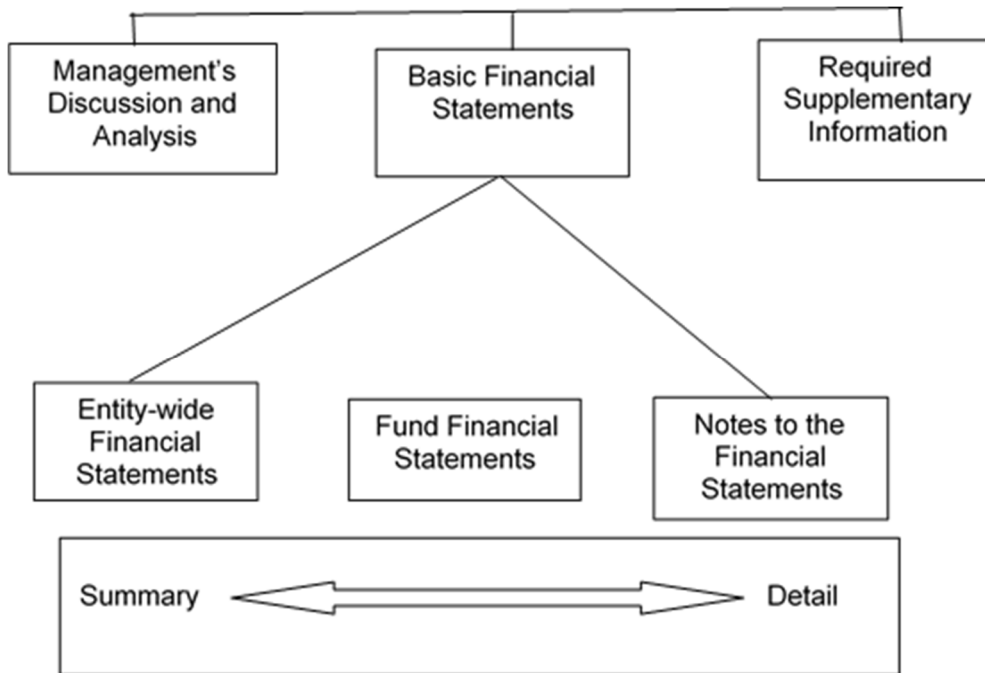 Management's
Discussion and
Analysis
Basic Financial
Statements
Required
Supplementary
Information
Entity-wide
Financial
Statements
Fund Financial
Statements
Notes to the
Financial
Statements
Summary
Detail